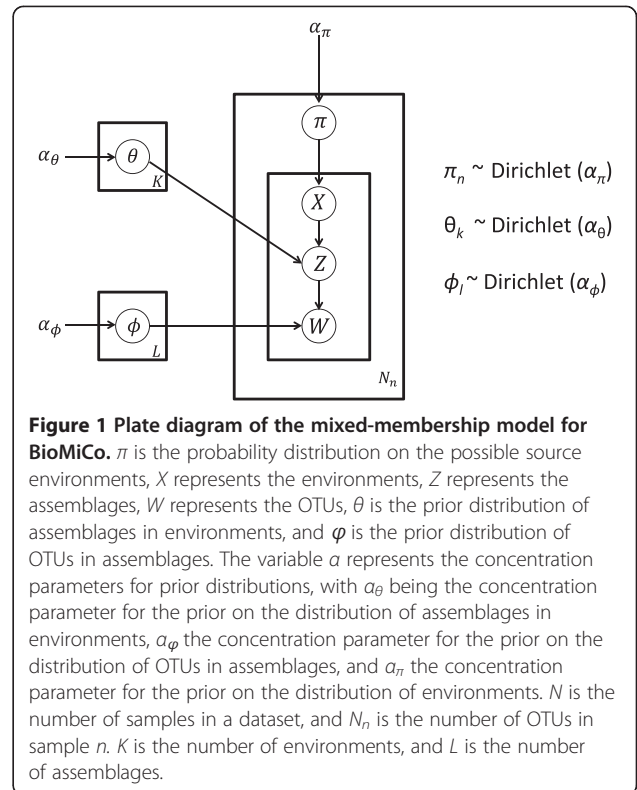 α_π
π
α_θ
θ
K
X
Z
α_ϕ
ϕ
L
W
N_n
π_n ~ Dirichlet (α_π)
θ_k ~ Dirichlet (α_θ)
ϕ_l ~ Dirichlet (α_ϕ)
Figure 1 Plate diagram of the mixed-membership model for
BioMiCo. π is the probability distribution on the possible source
environments, X represents the environments, Z represents the
assemblages, W represents the OTUs, θ is the prior distribution of
assemblages in environments, and φ is the prior distribution of
OTUs in assemblages. The variable α represents the concentration
parameters for prior distributions, with α_θ being the concentration
parameter for the prior on the distribution of assemblages in
environments, α_φ the concentration parameter for the prior on the
distribution of OTUs in assemblages, and α_π the concentration
parameter for the prior on the distribution of environments. N is the
number of samples in a dataset, and N_n is the number of OTUs in
sample n. K is the number of environments, and L is the number
of assemblages.